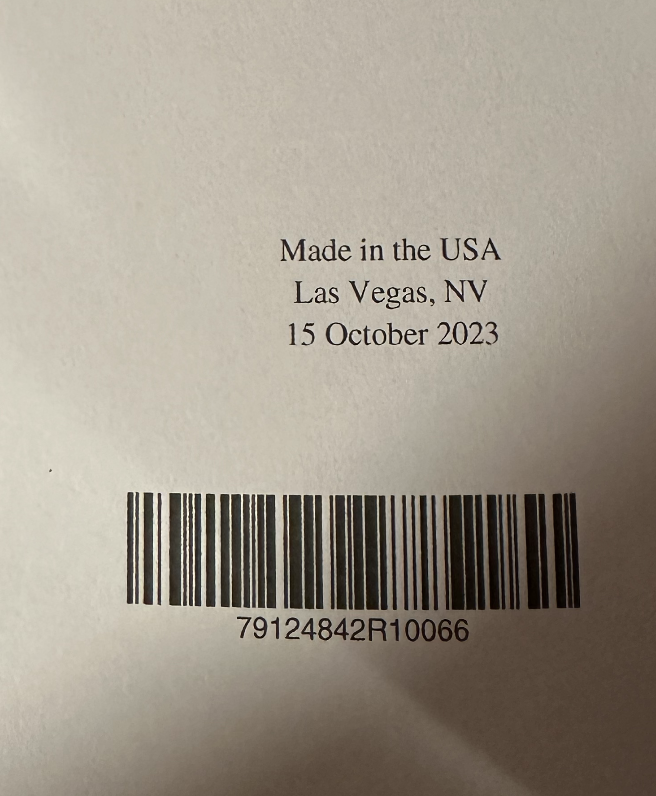 Made in the USA
Las Vegas, NV
15 October 2023
79124842R10066